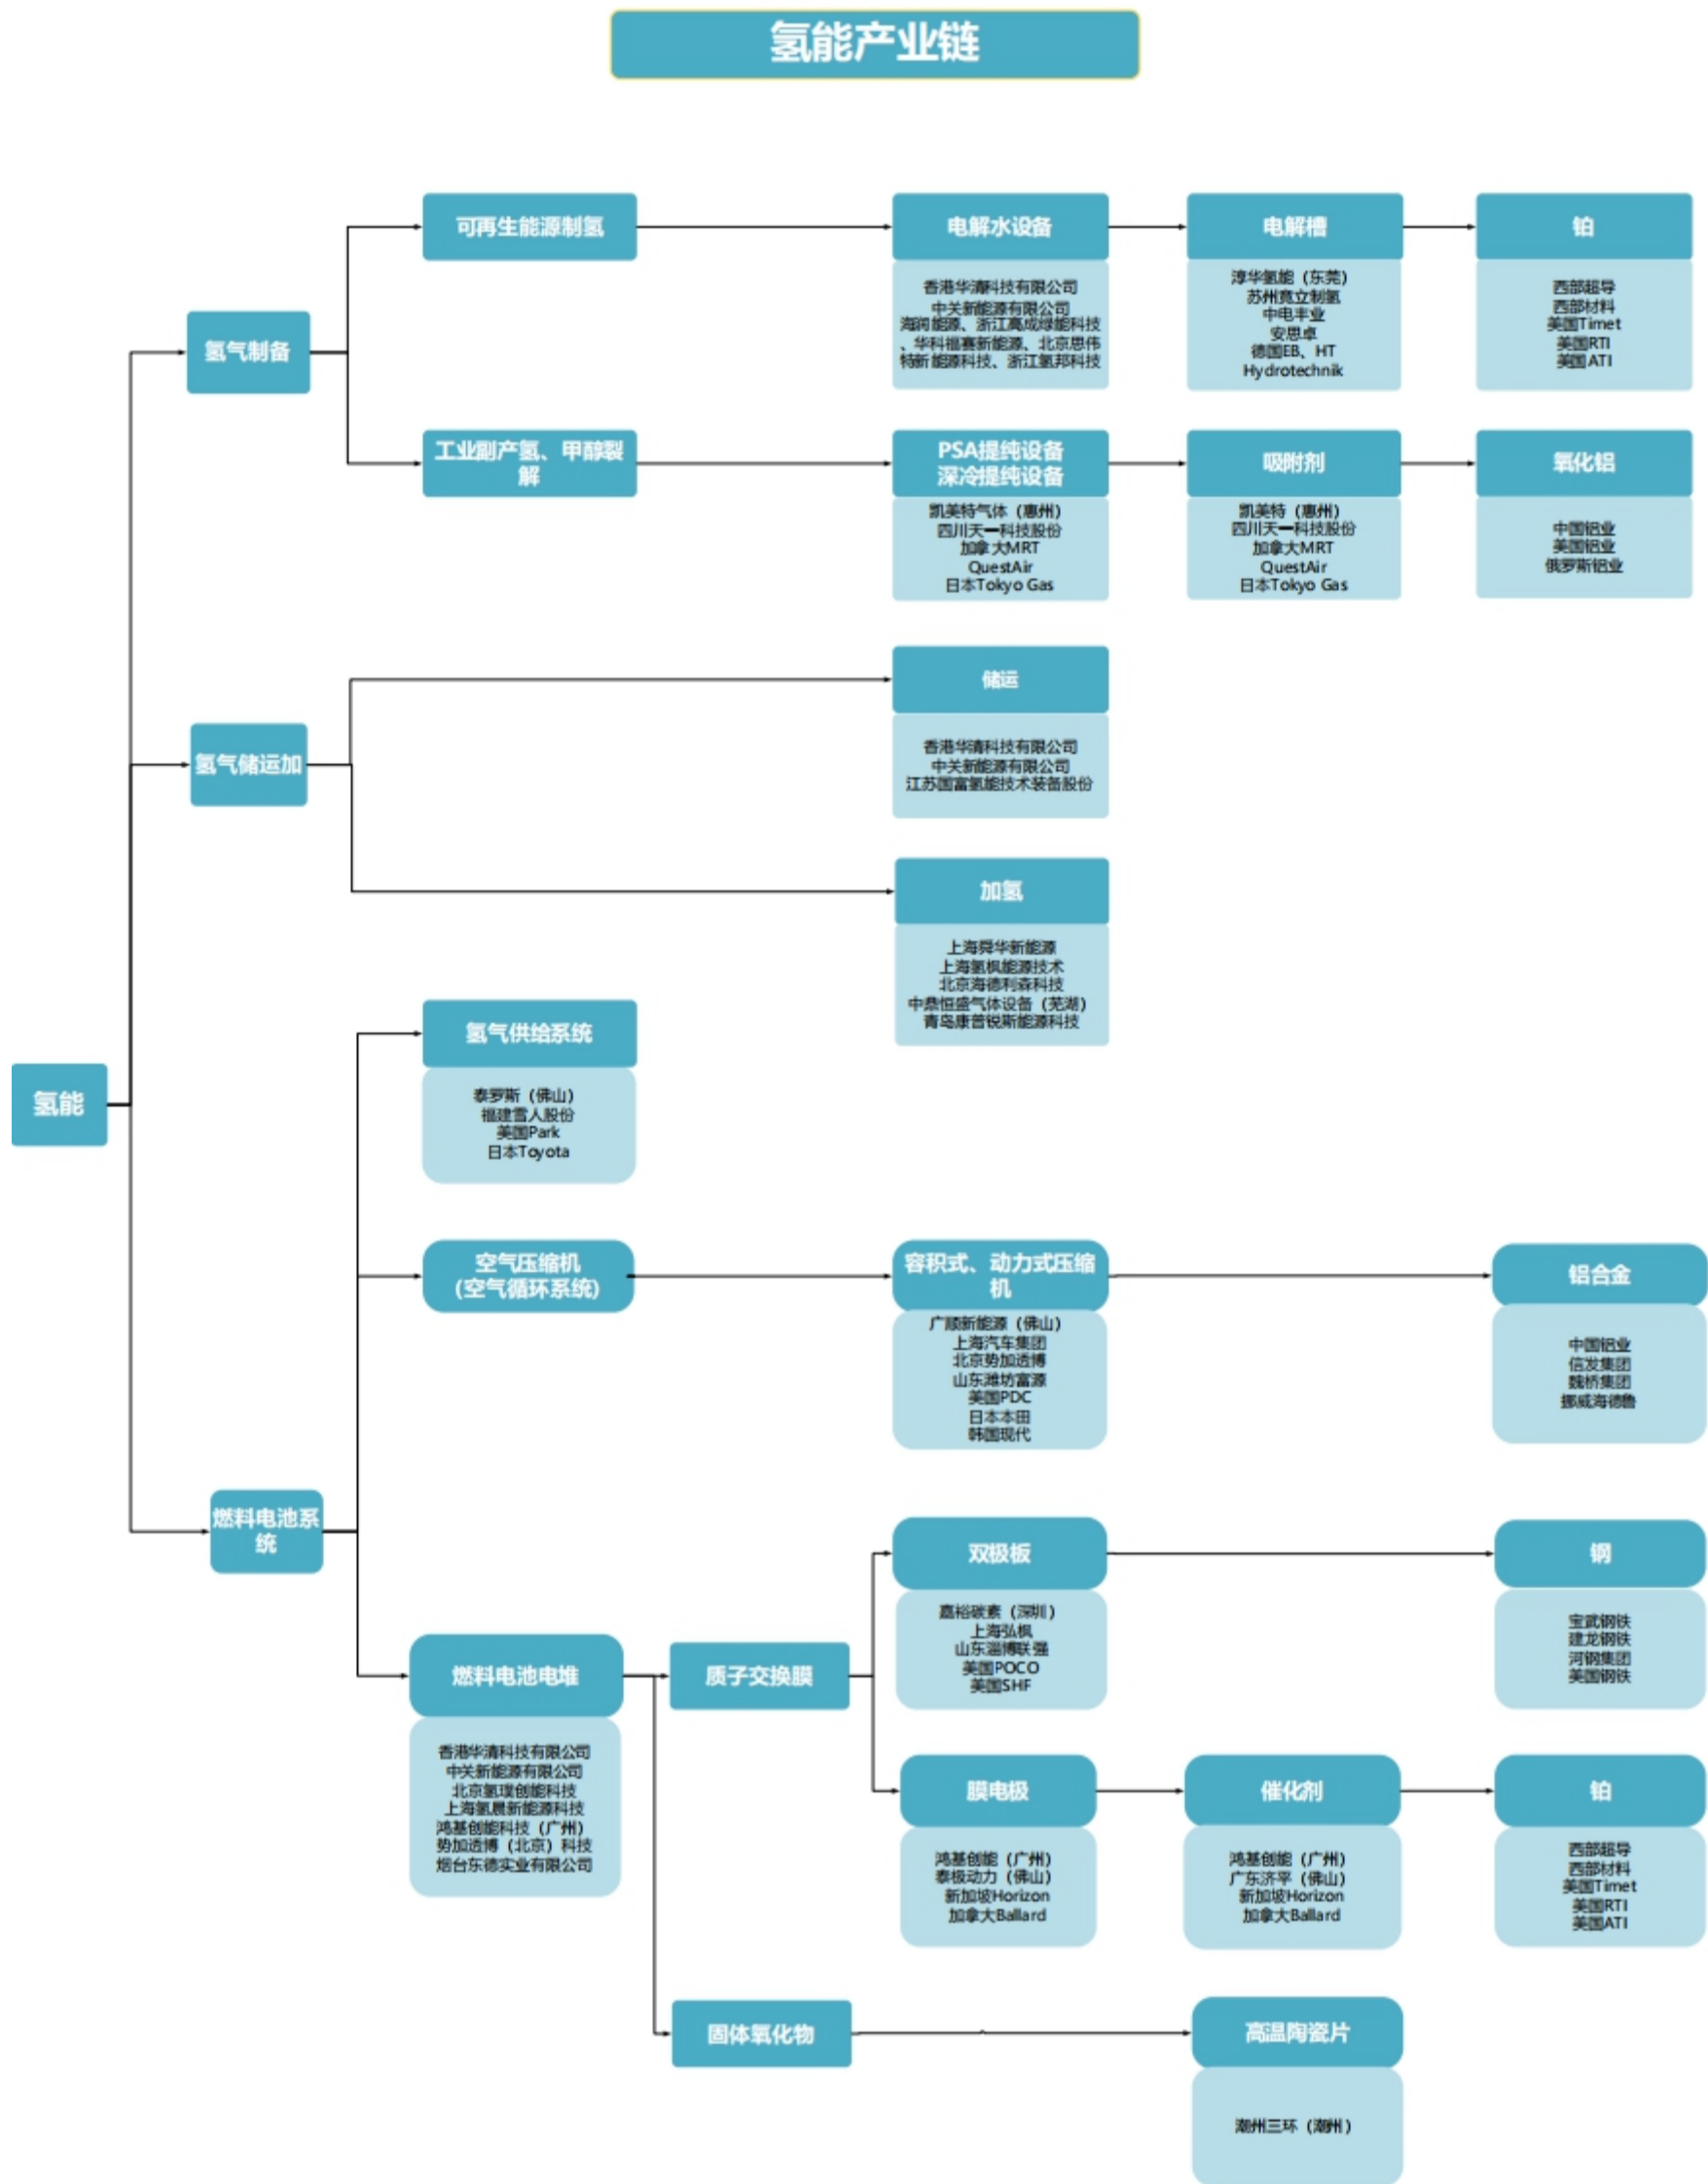 氢能产业链
可再生能源制氢
电解水设备
香港华清科技有限公司
中关新能源有限公司
海润能源、浙江高成绿能科技
、华科福赛新能源、北京思伟
特新能源科技、浙江氢邦科技
电解槽
淳华氢能（东莞）
苏州竟立制氢
中电丰业
安思卓
德国EB、HT
Hydrotechnik
铂
西部超导
西部材料
美国Timet
美国RTI
美国ATI
氢气制备
工业副产氢、甲醇裂
解
PSA提纯设备
深冷提纯设备
凯美特气体（惠州）
四川天一科技股份
加拿大MRT
QuestAir
日本Tokyo Gas
吸附剂
凯美特（惠州）
四川天一科技股份
加拿大MRT
QuestAir
日本Tokyo Gas
氧化铝
中国铝业
美国铝业
俄罗斯铝业
氢气储运加
储运
香港华清科技有限公司
中关新能源有限公司
江苏国富氢能技术装备股份
加氢
上海舜华新能源
上海氢枫能源技术
北京海德利森科技
中鼎恒盛气体设备（芜湖）
青岛康普锐斯能源科技
氢能
氢气供给系统
泰罗斯（佛山）
福建雪人股份
美国Park
日本Toyota
空气压缩机
(空气循环系统)
容积式、动力式压缩
机
广顺新能源（佛山）
上海汽车集团
北京势加透博
山东潍坊富源
美国PDC
日本本田
韩国现代
铝合金
中国铝业
信发集团
魏桥集团
挪威海德鲁
燃料电池系
统
燃料电池电堆
香港华清科技有限公司
中关新能源有限公司
北京氢璞创能科技
上海氢晨新能源科技
鸿基创能科技（广州）
势加透博（北京）科技
烟台东德实业有限公司
质子交换膜
双极板
嘉裕碳素（深圳）
上海弘枫
山东淄博联强
美国POCO
美国SHF
钢
宝武钢铁
建龙钢铁
河钢集团
美国钢铁
膜电极
鸿基创能（广州）
泰极动力（佛山）
新加坡Horizon
加拿大Ballard
催化剂
鸿基创能（广州）
广东济平（佛山）
新加坡Horizon
加拿大Ballard
铂
西部超导
西部材料
美国Timet
美国RTI
美国ATI
固体氧化物
高温陶瓷片
潮州三环（潮州）